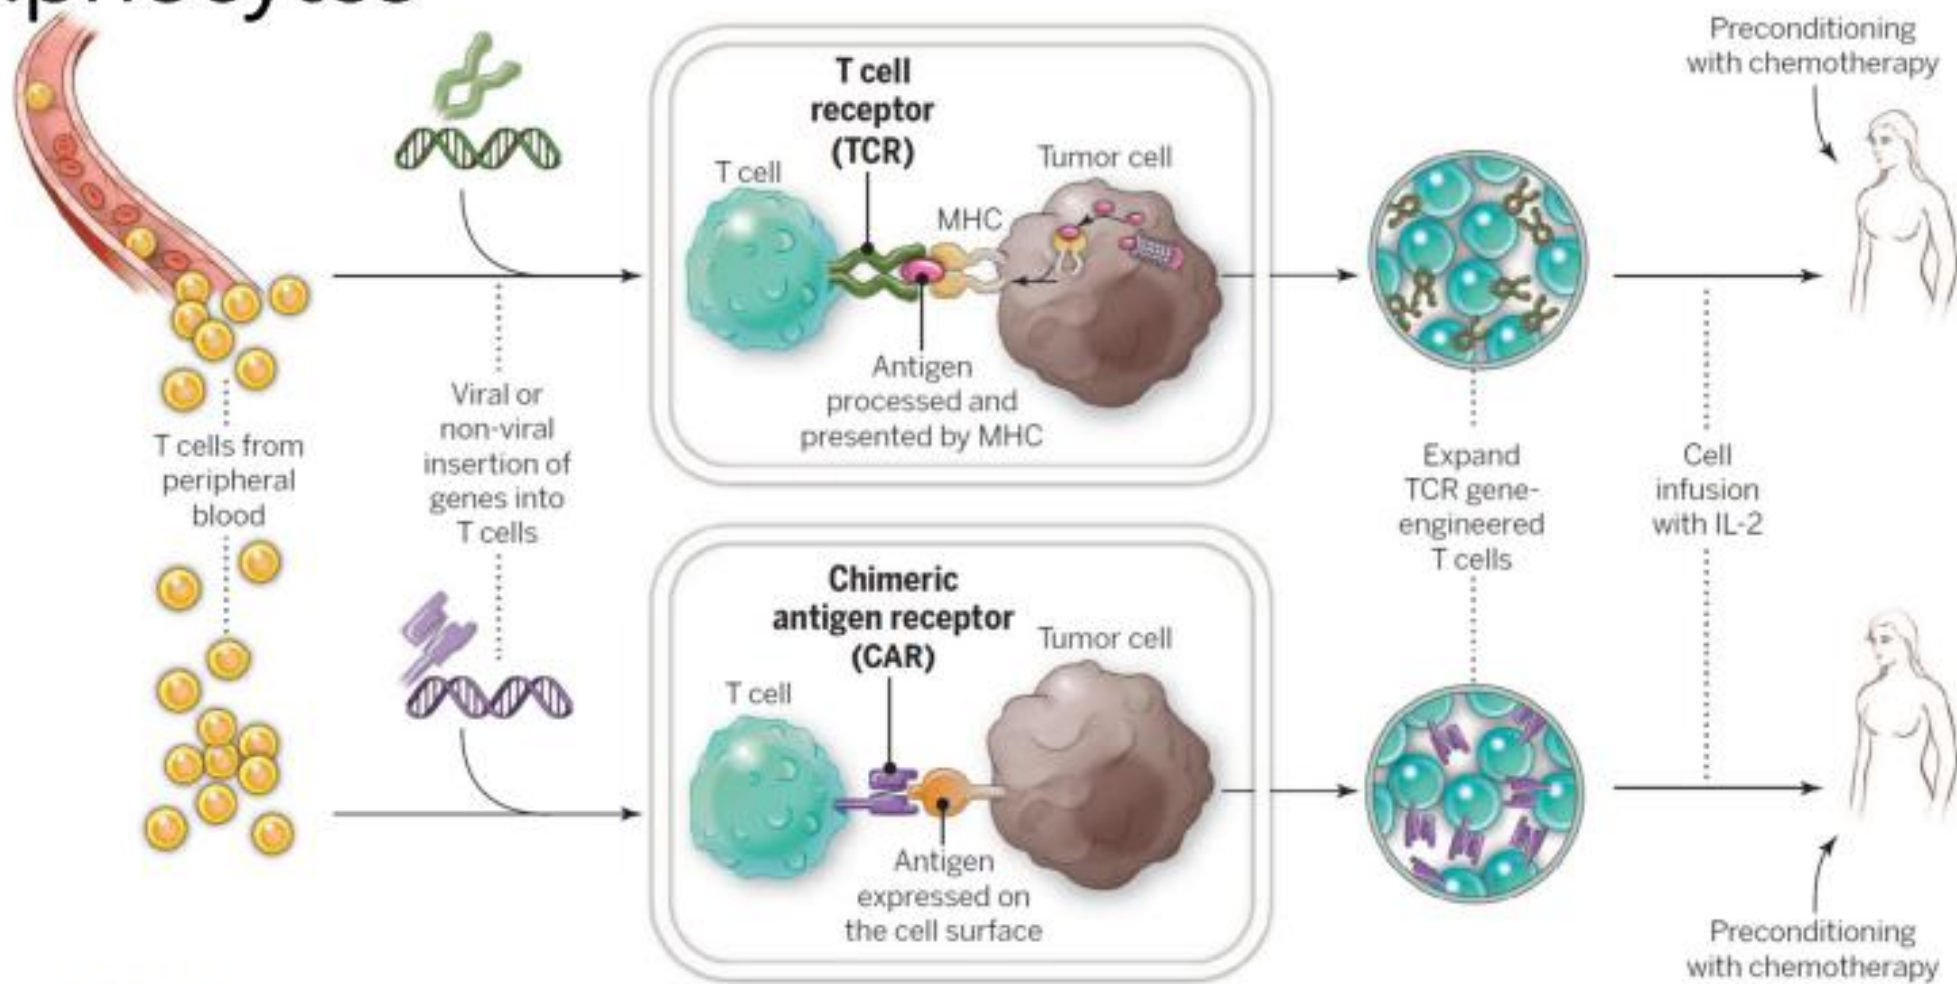 Preconditioning
with chemotherapy
T cell
receptor
(TCR)
T cell
MHC
Tumor cell
Antigen
processed and
presented by MHC
T cells from
peripheral
blood
Viral or
non-viral
insertion of
genes into
T cells
Expand
TCR gene-
engineered
T cells
Cell
infusion
with IL-2
Chimeric
antigen receptor
(CAR)
T cell
Tumor cell
Antigen
expressed on
the cell surface
Preconditioning
with chemotherapy